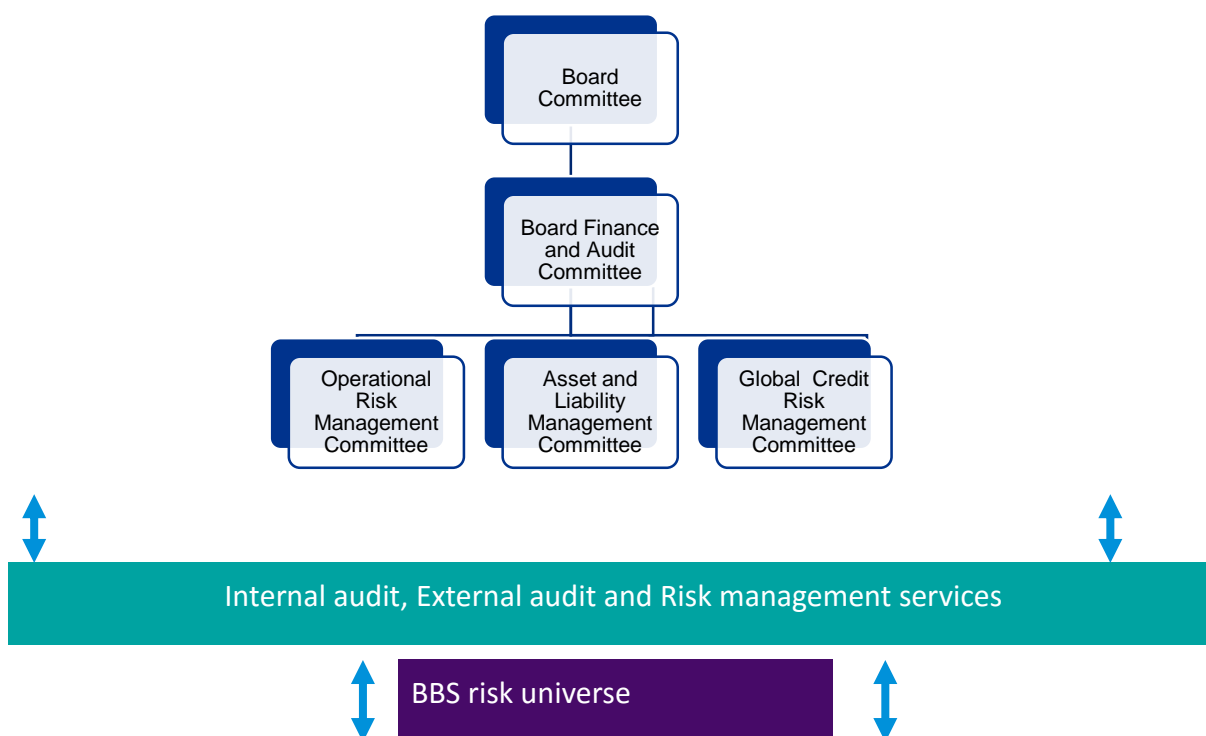 Board
Committee
Board Finance
and Audit
Committee
Operational
Risk
Management
Committee
Asset and
Liability
Management
Committee
Global  Credit
Risk
Management
Committee
Internal audit, External audit and Risk management services
BBS risk universe